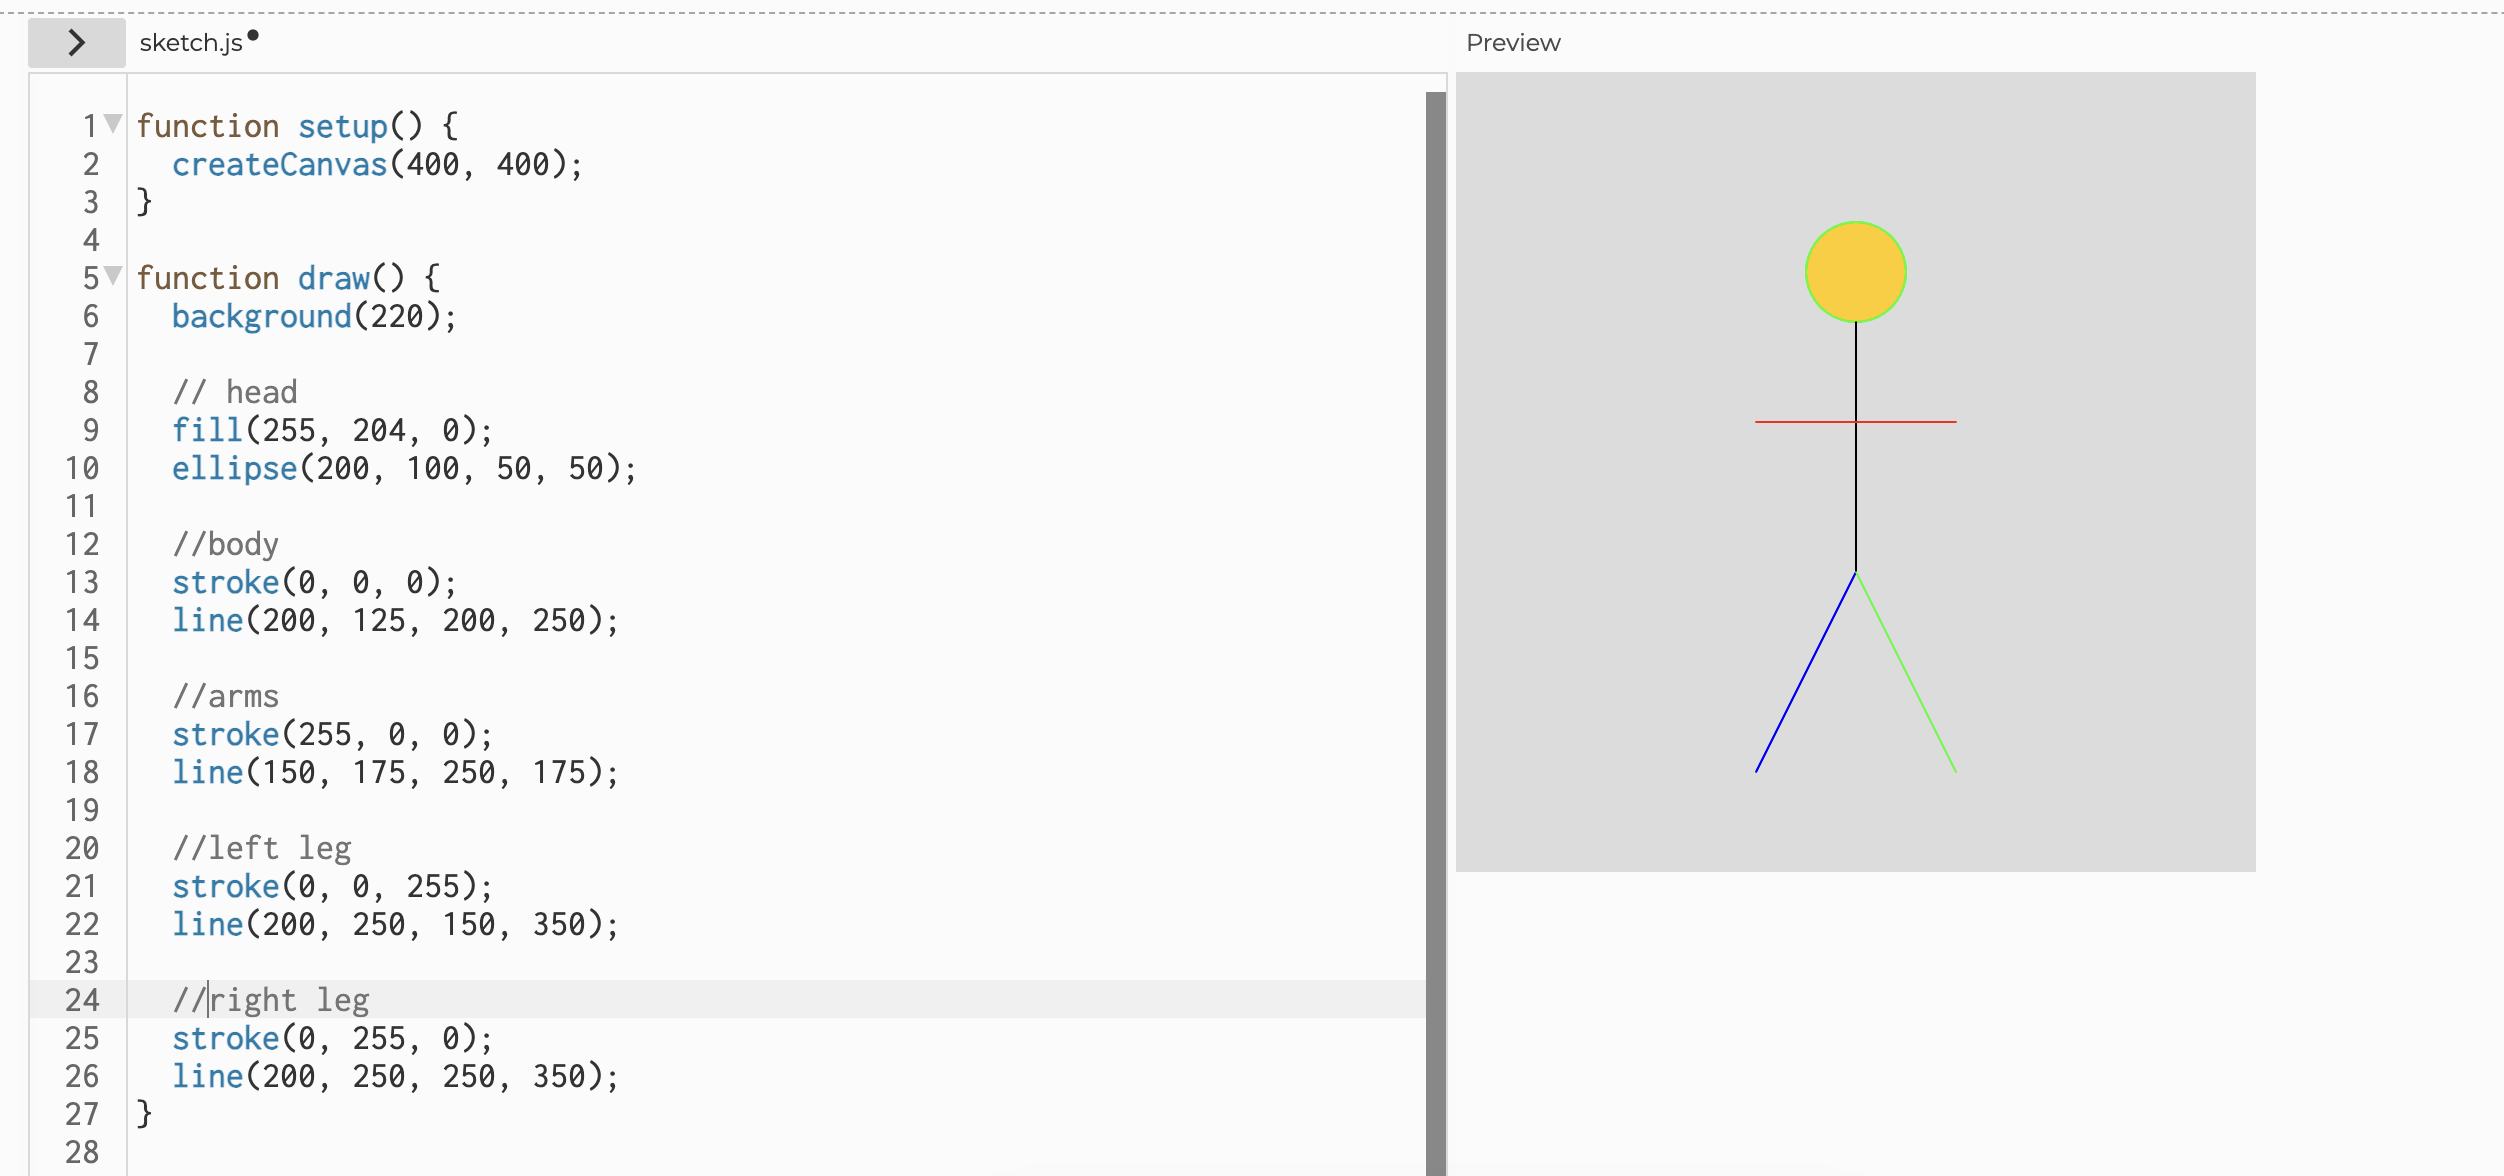 sketch.js
Preview
1 function setup() {
2   createCanvas(400, 400);
3 }
4
5 function draw() {
6   background(220);
7
8   // head
9   fill(255, 204, 0);
10   ellipse(200, 100, 50, 50);
11
12   //body
13   stroke(0, 0, 0);
14   line(200, 125, 200, 250);
15
16   //arms
17   stroke(255, 0, 0);
18   line(150, 175, 250, 175);
19
20   //left leg
21   stroke(0, 0, 255);
22   line(200, 250, 150, 350);
23
24   //right leg
25   stroke(0, 255, 0);
26   line(200, 250, 250, 350);
27 }
28